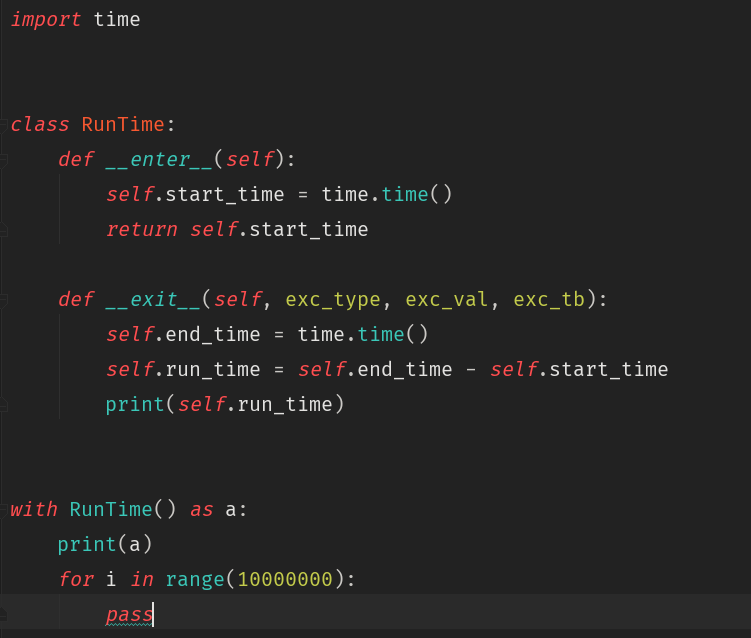 import time
class RunTime:
    def __enter__(self):
        self.start_time = time.time()
        return self.start_time
    def __exit__(self, exc_type, exc_val, exc_tb):
        self.end_time = time.time()
        self.run_time = self.end_time - self.start_time
        print(self.run_time)
with RunTime() as a:
    print(a)
    for i in range(10000000):
        pass